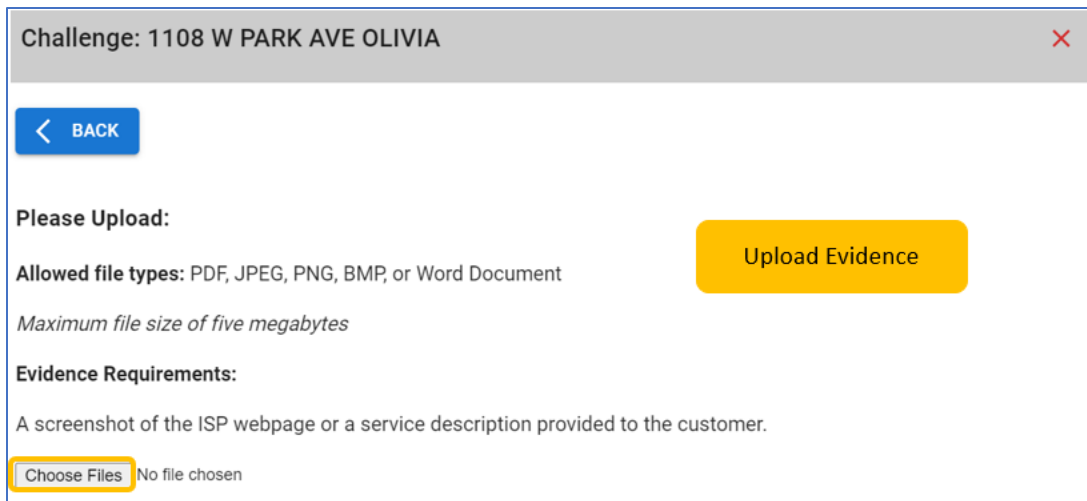 Challenge: 1108 W PARK AVE OLIVIA
BACK
Please Upload:
Upload Evidence
Allowed file types: PDF, JPEG, PNG, BMP, or Word Document
Maximum file size of five megabytes
Evidence Requirements:
A screenshot of the ISP webpage or a service description provided to the customer.
Choose Files No file chosen